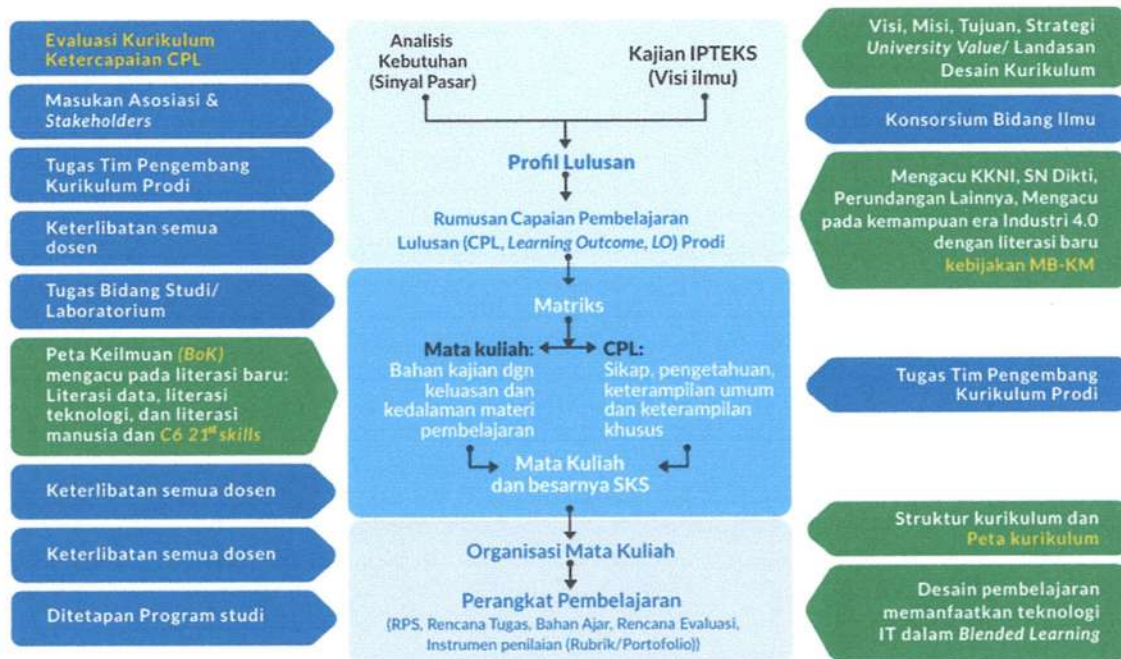 Evaluasi Kurikulum
Ketercapaian CPL
Masukan Asosiasi &
Stakeholders
Tugas Tim Pengembang
Kurikulum Prodi
Keterlibatan semua
dosen
Tugas Bidang Studi/
Laboratorium
Peta Keilmuan (BoK)
mengacu pada literasi baru:
Literasi data, literasi
teknologi, dan literasi
manusia dan C6 21st skills
Keterlibatan semua dosen
Keterlibatan semua dosen
Ditetapan Program studi
Analisis
Kebutuhan
(Sinyal Pasar)
Kajian IPTEKS
(Visi ilmu)
Profil Lulusan
Rumusan Capaian Pembelajaran
Lulusan (CPL, Learning Outcome, LO) Prodi
Matriks
Mata kuliah:
Bahan kajian dgn
keluasan dan
kedalaman materi
pembelajaran
CPL:
Sikap, pengetahuan,
keterampilan umum
dan keterampilan
khusus
Mata Kuliah
dan besarnya SKS
Organisasi Mata Kuliah
Perangkat Pembelajaran
(RPS, Rencana Tugas, Bahan Ajar, Rencana Evaluasi,
Instrumen penilaian (Rubrik/Portofolio))
Visi, Misi, Tujuan, Strategi
University Value/ Landasan
Desain Kurikulum
Konsorsium Bidang Ilmu
Mengacu KKNI, SN Dikti,
Perundangan Lainnya, Mengacu
pada kemampuan era Industri 4.0
dengan literasi baru
kebijakan MB-KM
Tugas Tim Pengembang
Kurikulum Prodi
Struktur kurikulum dan
Peta kurikulum
Desain pembelajaran
memanfaatkan teknologi
IT dalam Blended Learning